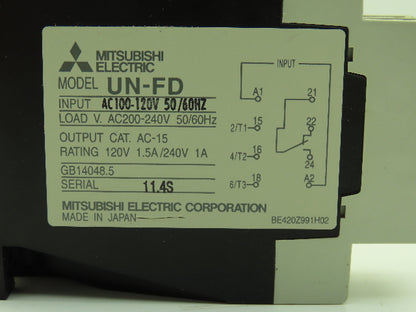 MITSUBISHI
ELECTRIC
MODEL UN-FD
INPUT AC100-120V 50/60HZ
LOAD V. AC200-240V 50/60Hz
OUTPUT CAT. AC-15
RATING 120V 1.5A/240V 1A
GB14048.5
SERIAL 11.4S
MITSUBISHI ELECTRIC CORPORATION
MADE IN JAPAN
INPUT
A1 21
2/T1 15 22
4/T2 16 24
6/T3 18 A2
BE420Z991H02